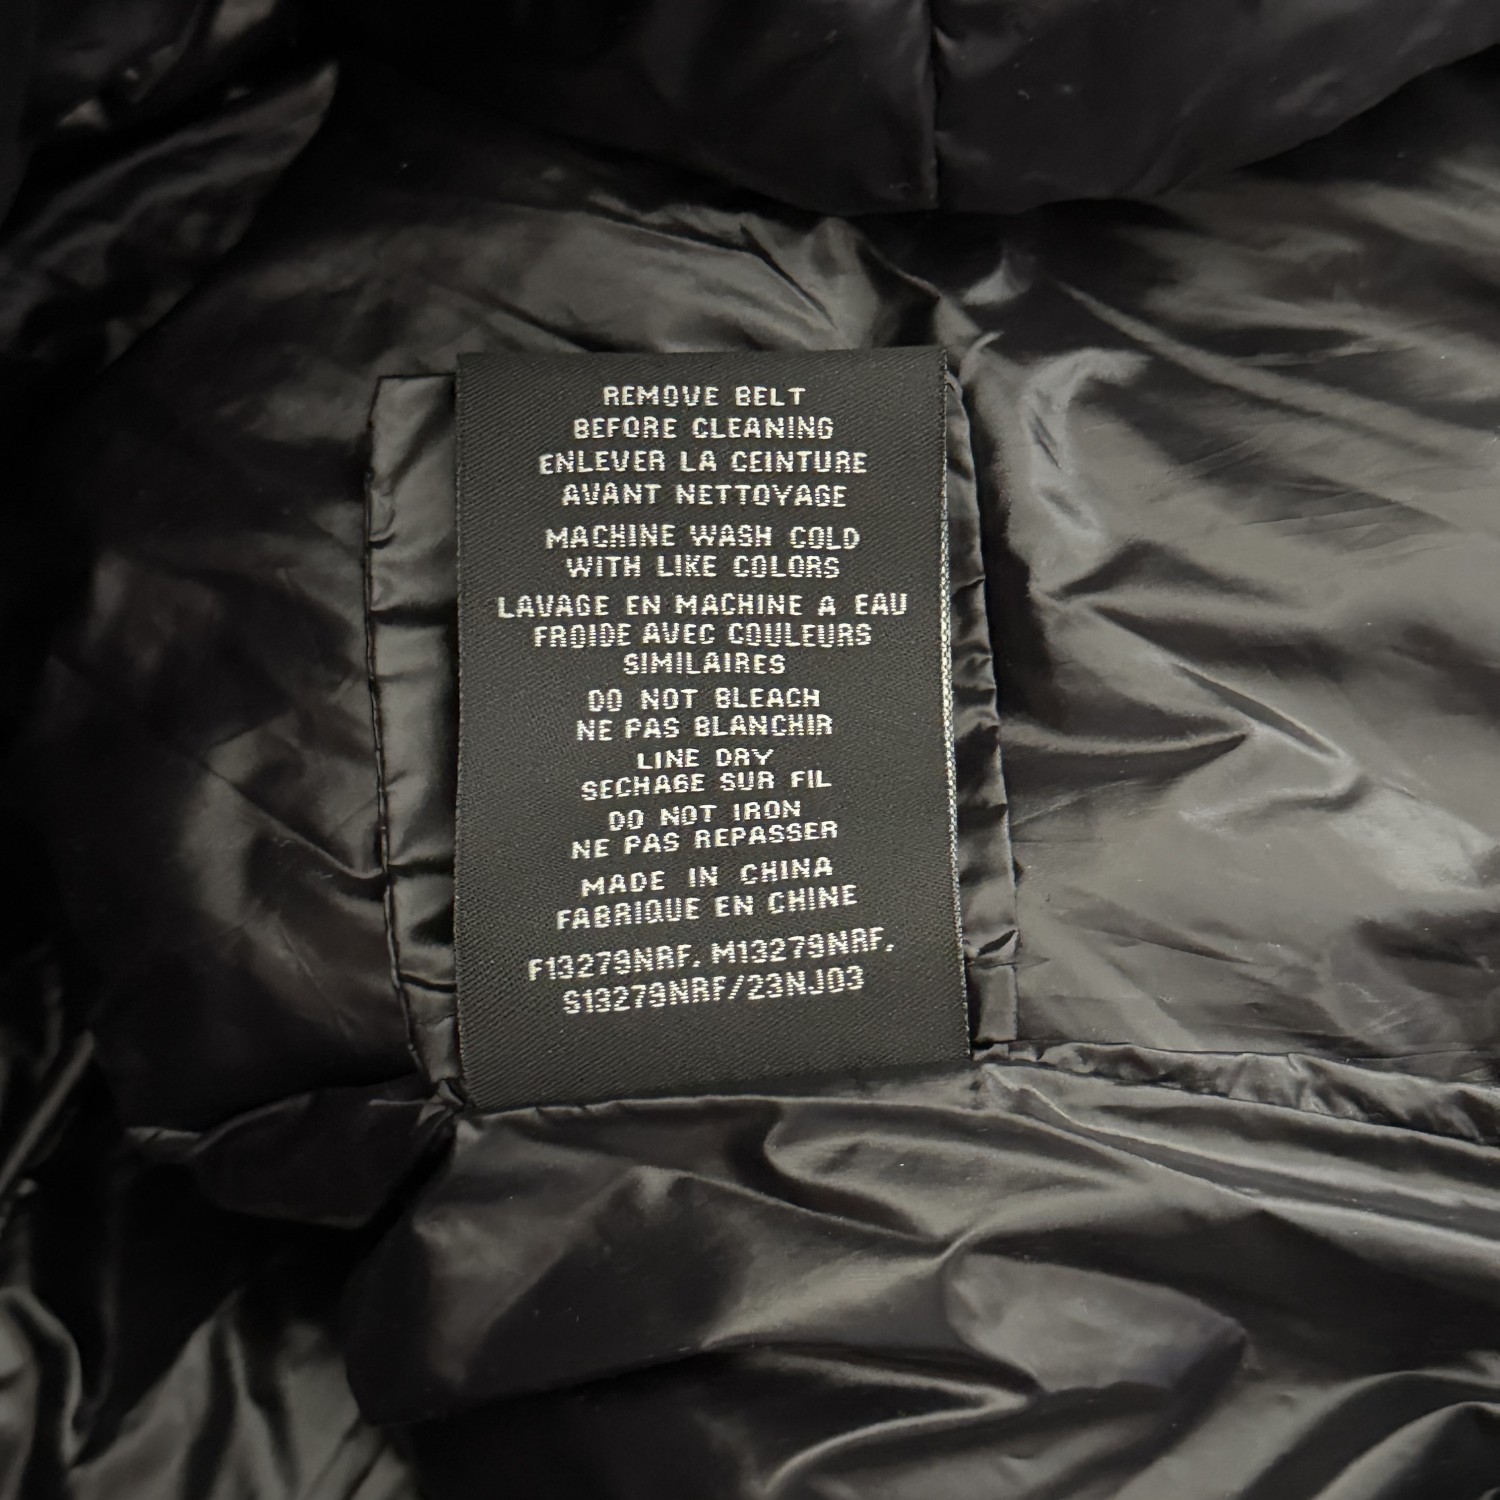 REMOVE BELT
BEFORE CLEANING
ENLEVER LA CEINTURE
AVANT NETTOYAGE
MACHINE WASH COLD
WITH LIKE COLORS
LAVAGE EN MACHINE A EAU
FROIDE AVEC COULEURS
SIMILAIRES
DO NOT BLEACH
NE PAS BLANCHIR
LINE DRY
SECHAGE SUR FIL
DO NOT IRON
NE PAS REPASSER
MADE IN CHINA
FABRIQUE EN CHINE
F13279NRF, M13279NRF,
S13279NRF/23NJ03